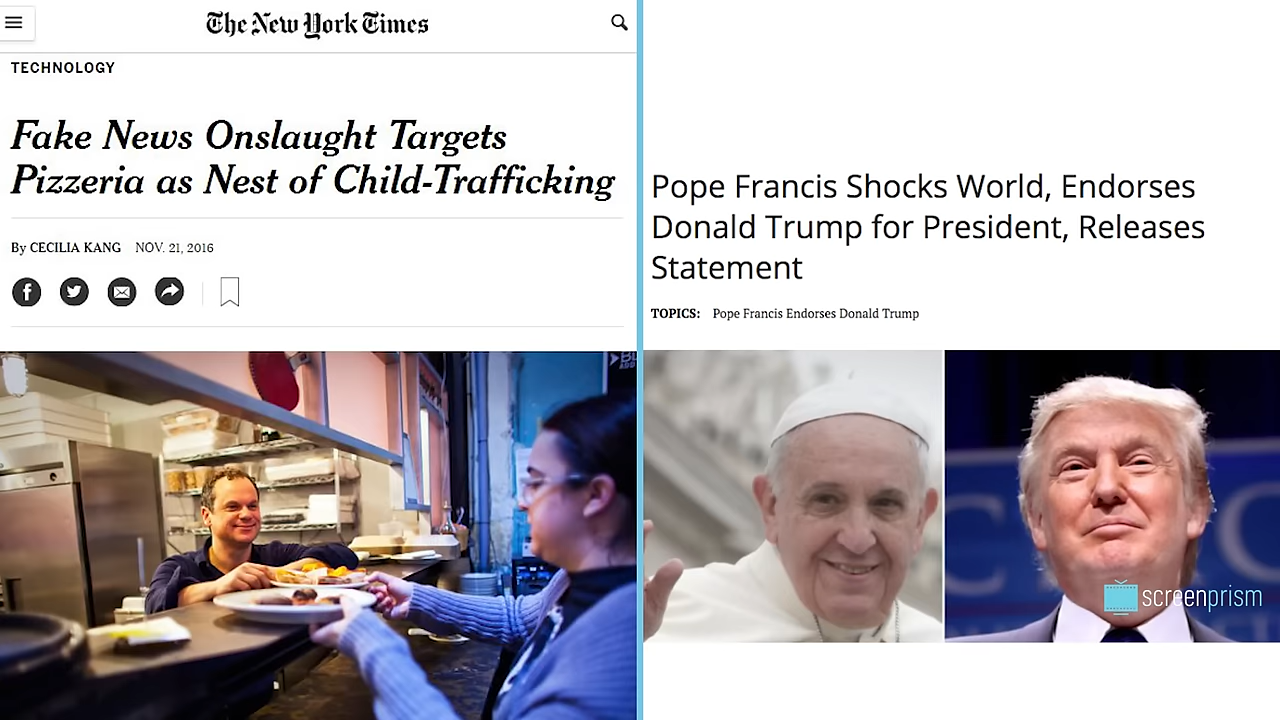 The New York Times
TECHNOLOGY
Fake News Onslaught Targets
Pizzeria as Nest of Child-Trafficking
By CECILIA KANG NOV. 21, 2016
Pope Francis Shocks World, Endorses
Donald Trump for President, Releases
Statement
TOPICS: Pope Francis Endorses Donald Trump
screenprism